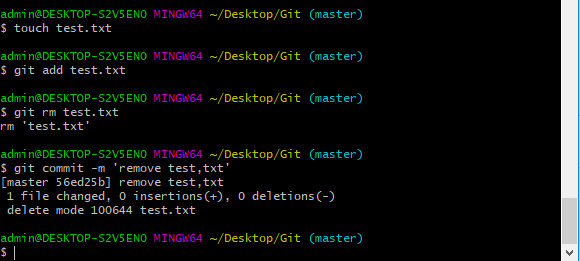 admin@DESKTOP-S2V5ENO MINGW64 ~/Desktop/Git (master)
$ touch test.txt
admin@DESKTOP-S2V5ENO MINGW64 ~/Desktop/Git (master)
$ git add test.txt
admin@DESKTOP-S2V5ENO MINGW64 ~/Desktop/Git (master)
$ git rm test.txt
rm 'test.txt'
admin@DESKTOP-S2V5ENO MINGW64 ~/Desktop/Git (master)
$ git commit -m 'remove test,txt'
[master 56ed25b] remove test,txt
1 file changed, 0 insertions(+), 0 deletions(-)
delete mode 100644 test.txt
admin@DESKTOP-S2V5ENO MINGW64 ~/Desktop/Git (master)
$